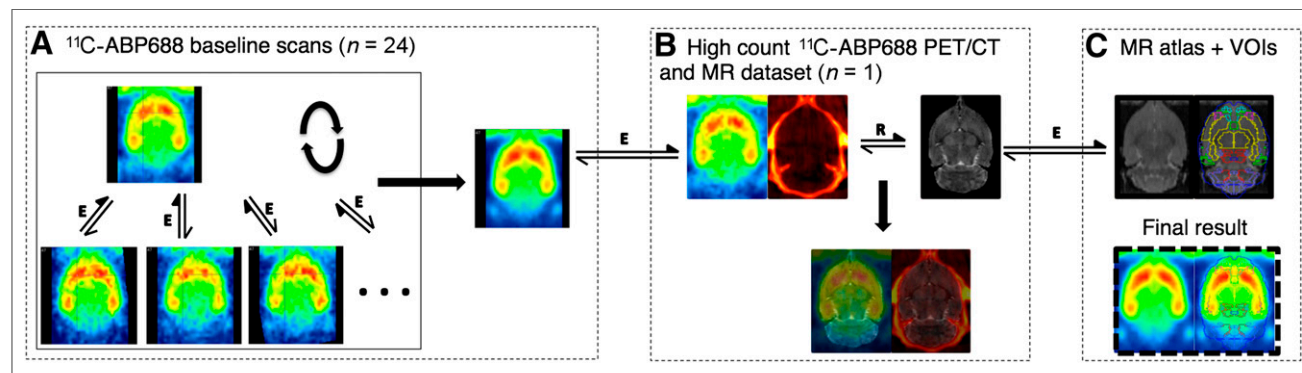 A ¹¹C-ABP688 baseline scans (n = 24)
E
E
E
E
E
B High count ¹¹C-ABP688 PET/CT
and MR dataset (n = 1)
R
E
C MR atlas + VOIs
Final result